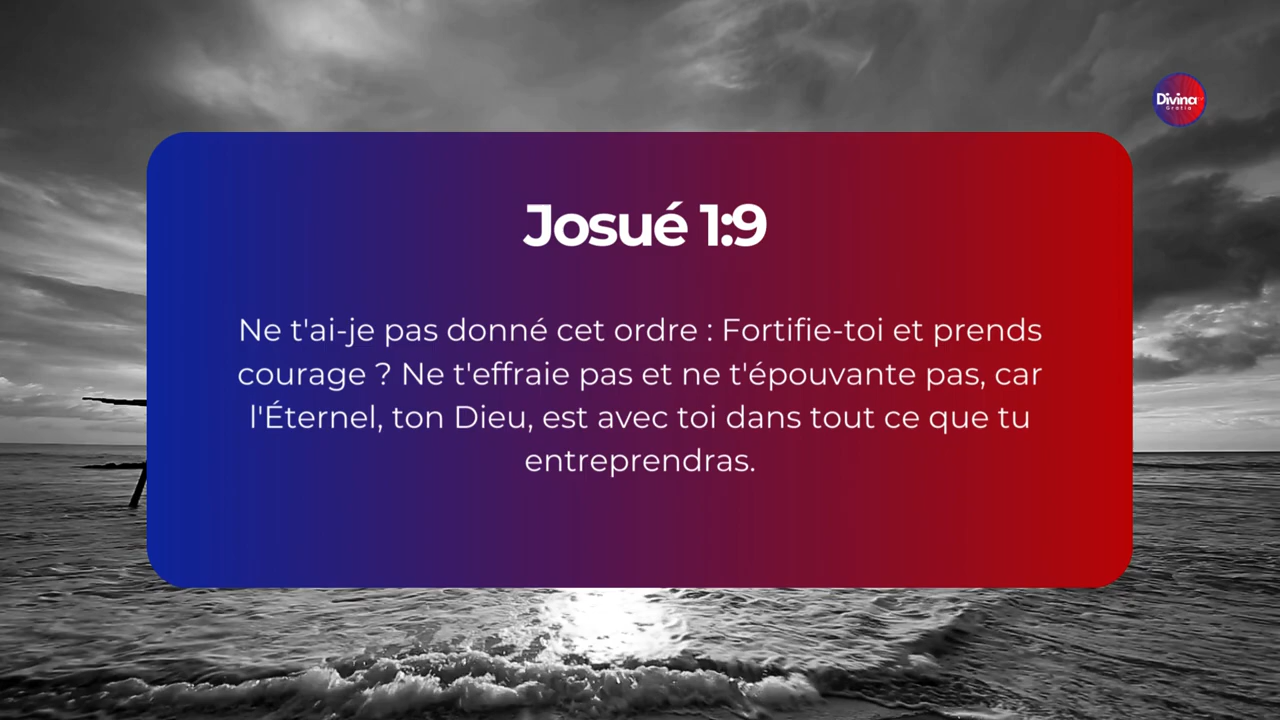 Divina
Gratia
Josué 1:9
Ne t'ai-je pas donné cet ordre : Fortifie-toi et prends
courage ? Ne t'effraie pas et ne t'épouvante pas, car
l'Éternel, ton Dieu, est avec toi dans tout ce que tu
entreprendras.